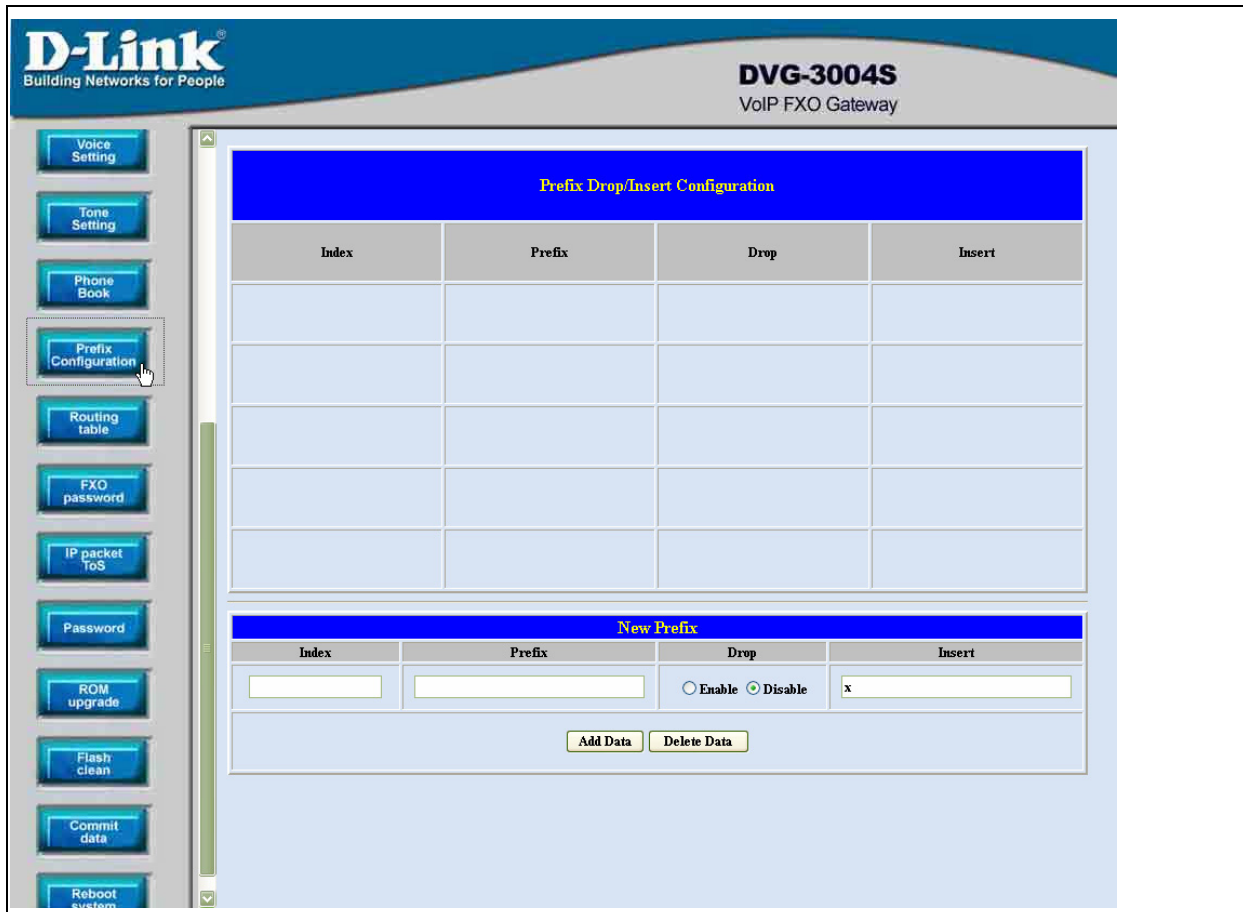 D-Link®
Building Networks for People
DVG-3004S
VoIP FXO Gateway
Voice
Setting
Tone
Setting
Phone
Book
Prefix
Configuration
Routing
table
FXO
password
IP packet
ToS
Password
ROM
upgrade
Flash
clean
Commit
data
Reboot
system
Prefix Drop/Insert Configuration
Index Prefix Drop Insert
New Prefix
Index Prefix Drop Insert
Enable Disable x
Add Data Delete Data